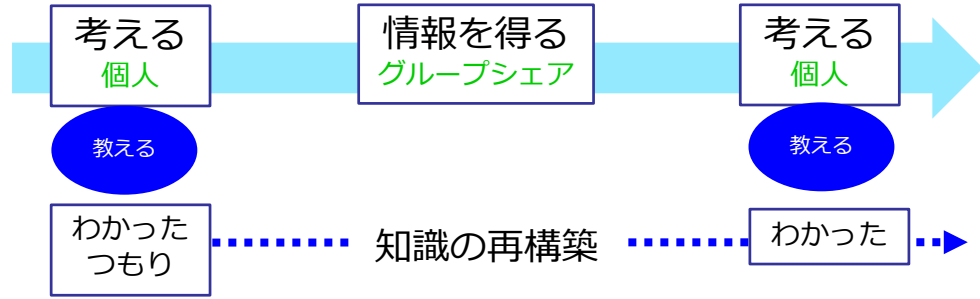 考える
個人
情報を得る
グループシェア
考える
個人
教える
教える
わかった
つもり
知識の再構築
わかった